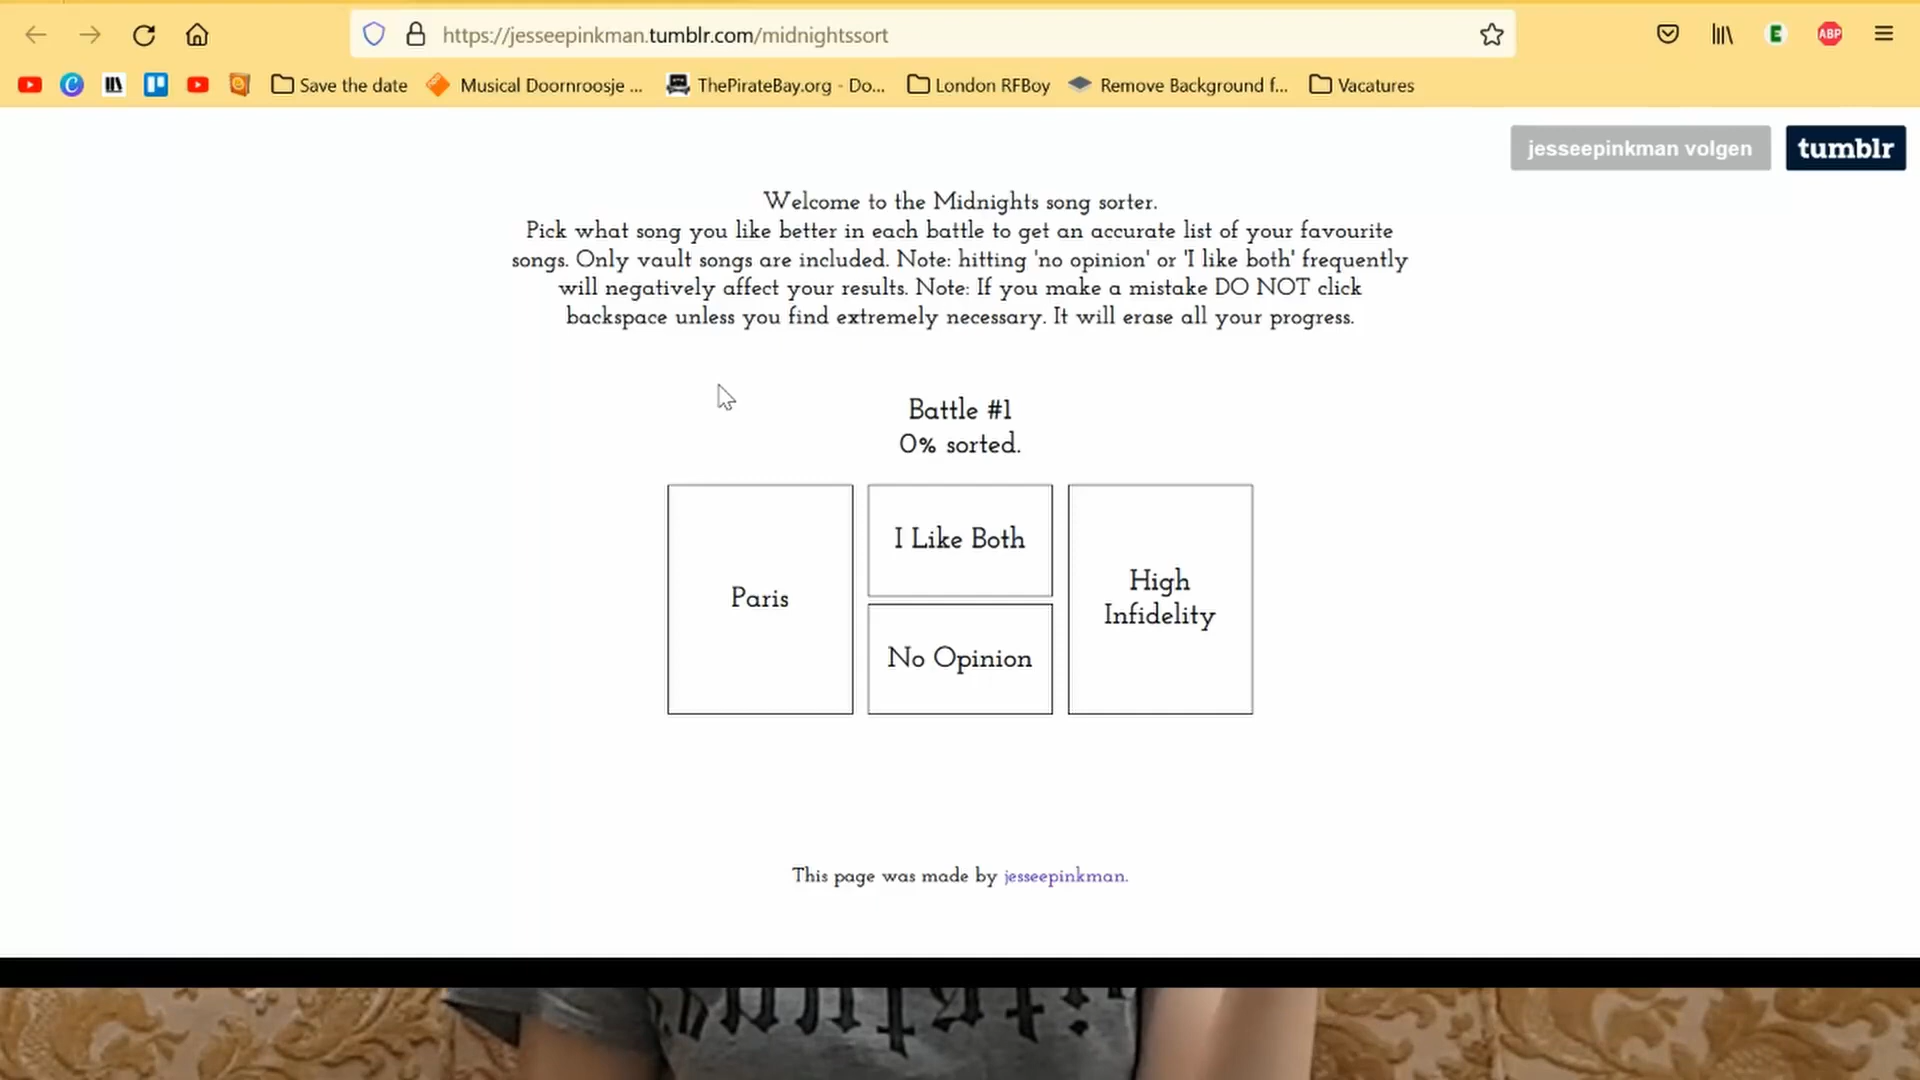 https://jesseepinkman.tumblr.com/midnightssort
E
ABP
Save the date
Musical Doornroosje ...
ThePirateBay.org - Do...
London RFBoy
Remove Background f...
Vacatures
jesseepinkman volgen
tumblr
Welcome to the Midnights song sorter.
Pick what song you like better in each battle to get an accurate list of your favourite
songs. Only vault songs are included. Note: hitting 'no opinion' or 'I like both' frequently
will negatively affect your results. Note: If you make a mistake DO NOT click
backspace unless you find extremely necessary. It will erase all your progress.
Battle #1
0% sorted.
Paris
I Like Both
No Opinion
High
Infidelity
This page was made by jesseepinkman.